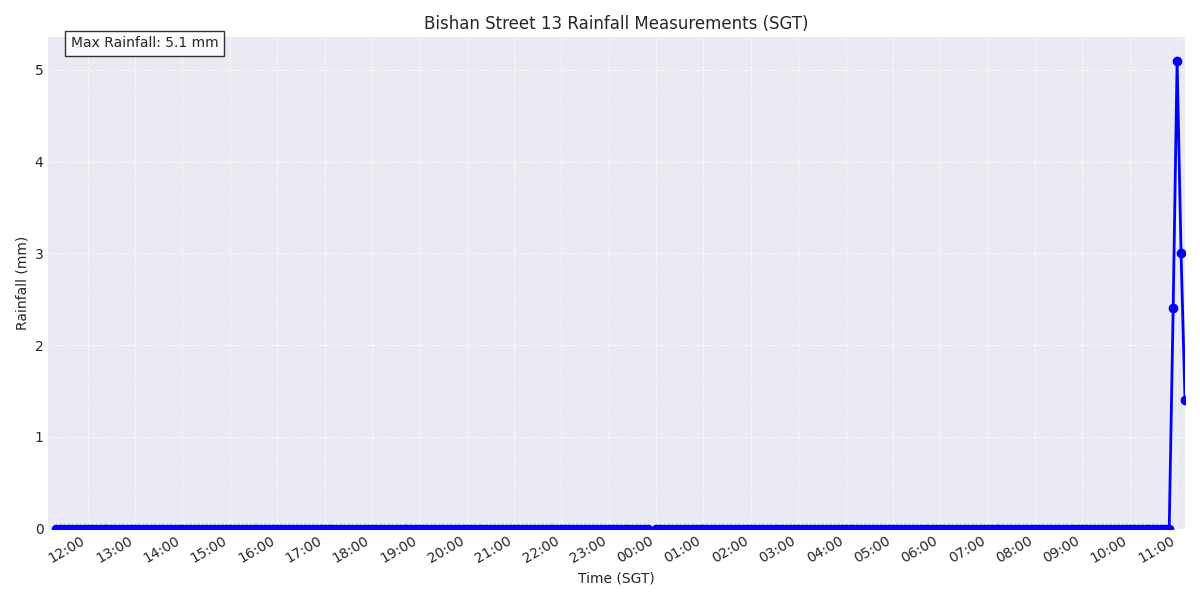 Bishan Street 13 Rainfall Measurements (SGT)
Max Rainfall: 5.1 mm
5
4
3
2
1
0
Rainfall (mm)
12:00 13:00 14:00 15:00 16:00 17:00 18:00 19:00 20:00 21:00 22:00 23:00 00:00 01:00 02:00 03:00 04:00 05:00 06:00 07:00 08:00 09:00 10:00 11:00
Time (SGT)